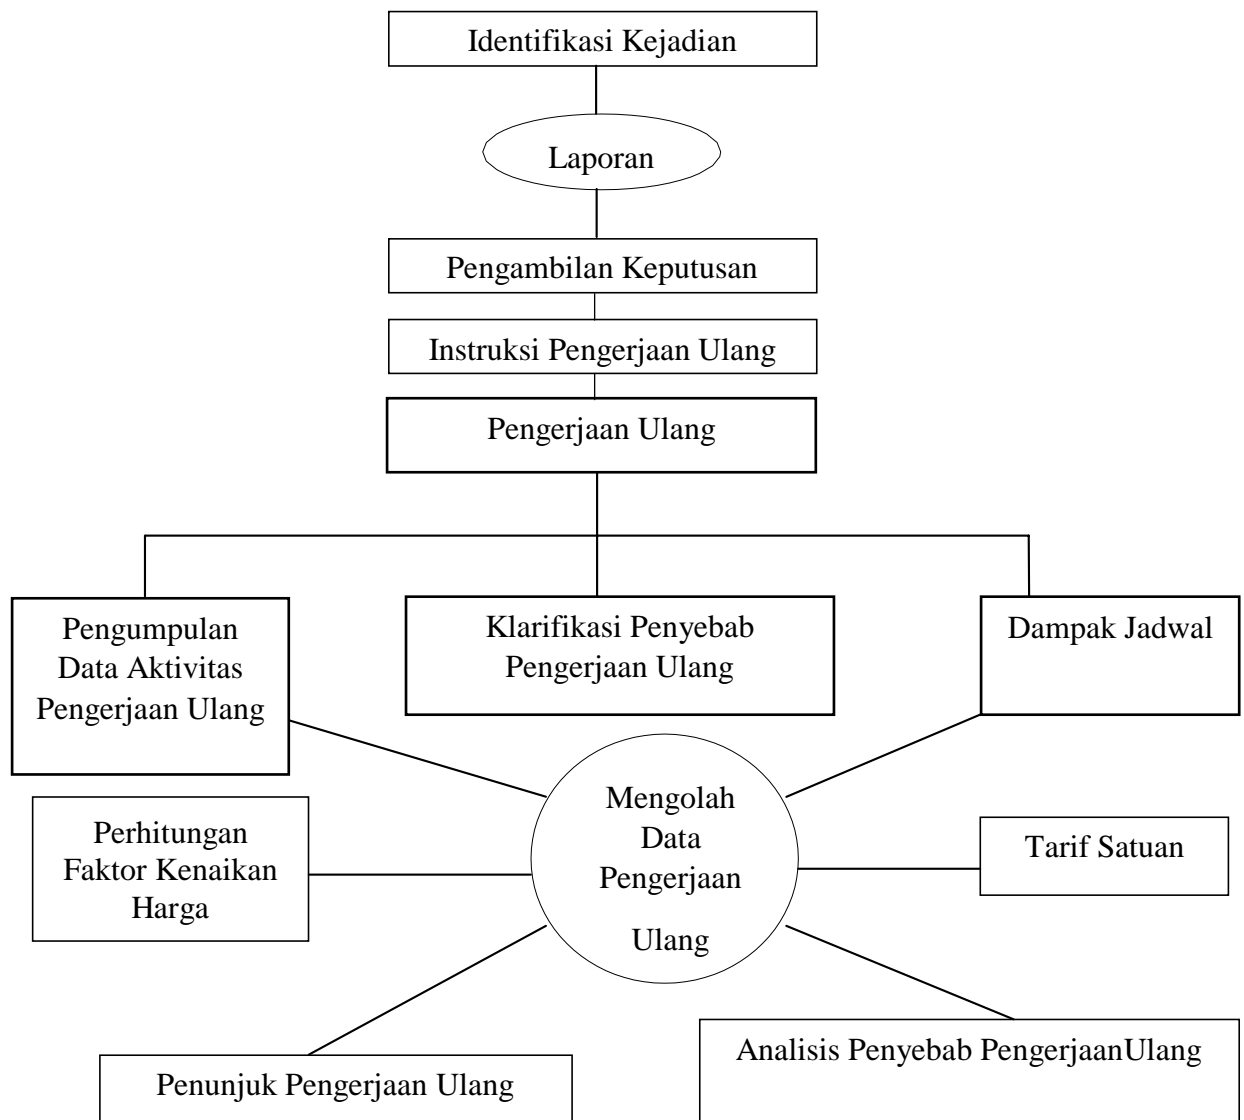 Identifikasi Kejadian
Laporan
Pengambilan Keputusan
Instruksi Pengerjaan Ulang
Pengerjaan Ulang
Pengumpulan
Data Aktivitas
Pengerjaan Ulang
Klarifikasi Penyebab
Pengerjaan Ulang
Dampak Jadwal
Mengolah
Data
Pengerjaan
Ulang
Perhitungan
Faktor Kenaikan
Harga
Tarif Satuan
Penunjuk Pengerjaan Ulang
Analisis Penyebab PengerjaanUlang